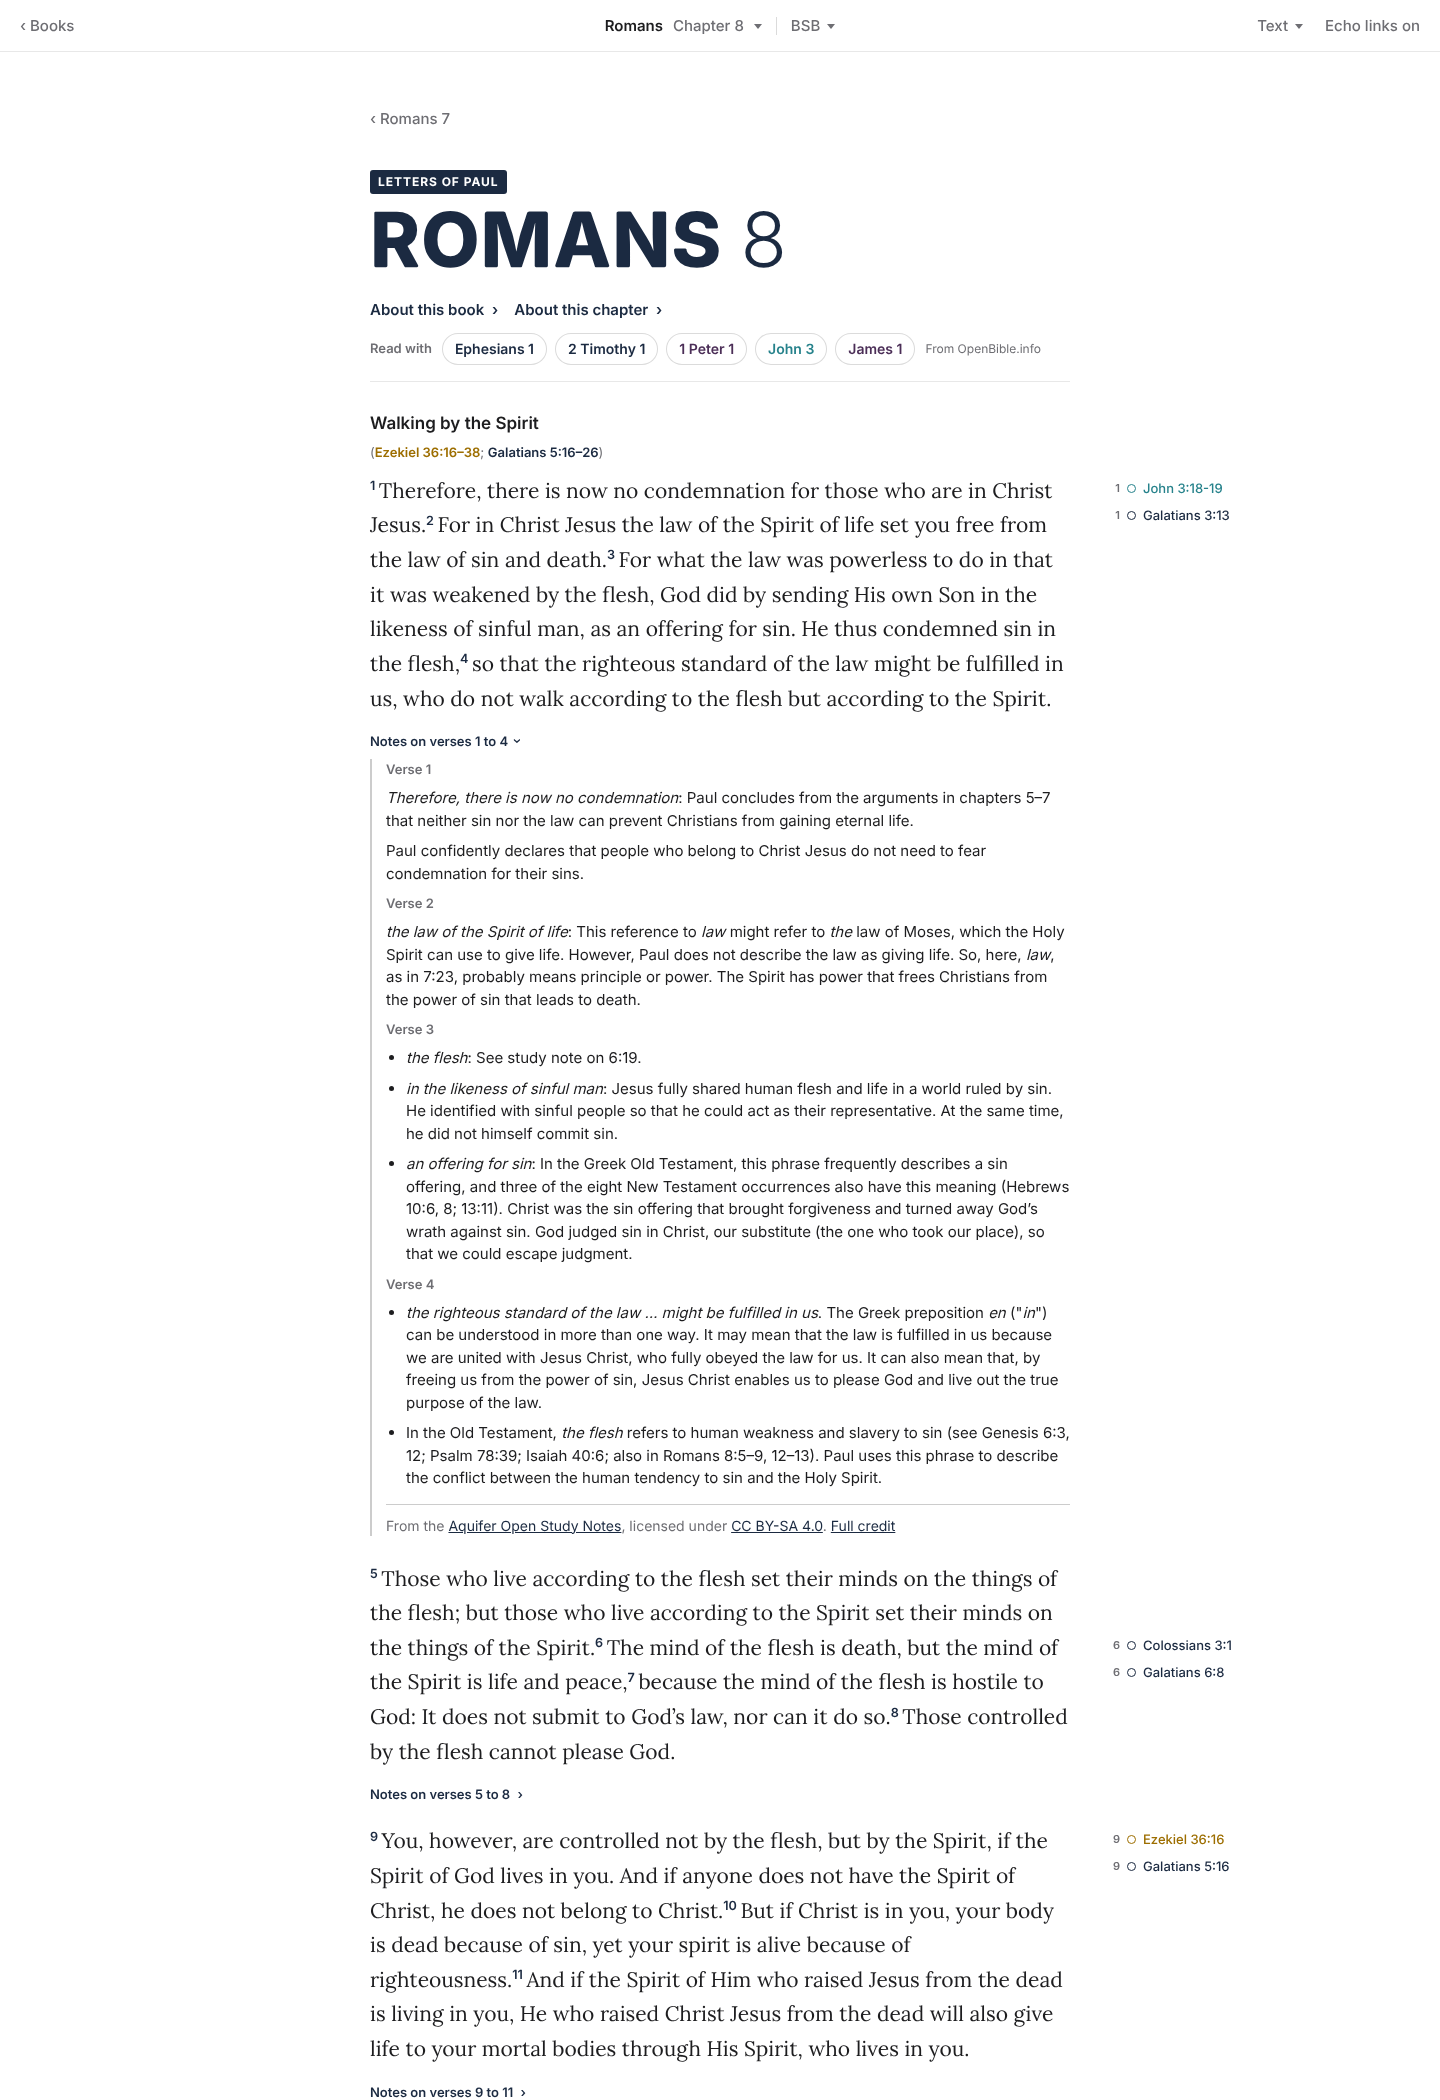 ‹ Books
Romans Chapter 8
BSB
Text
Echo links on
‹ Romans 7
LETTERS OF PAUL
ROMANS 8
About this book › About this chapter ›
Read with Ephesians 1 2 Timothy 1 1 Peter 1 John 3 James 1 From OpenBible.info
Walking by the Spirit
(Ezekiel 36:16–38; Galatians 5:16–26)
1 Therefore, there is now no condemnation for those who are in Christ
Jesus.2 For in Christ Jesus the law of the Spirit of life set you free from
the law of sin and death.3 For what the law was powerless to do in that
it was weakened by the flesh, God did by sending His own Son in the
likeness of sinful man, as an offering for sin. He thus condemned sin in
the flesh,4 so that the righteous standard of the law might be fulfilled in
us, who do not walk according to the flesh but according to the Spirit.
1 John 3:18-19
1 Galatians 3:13
Notes on verses 1 to 4
Verse 1
Therefore, there is now no condemnation: Paul concludes from the arguments in chapters 5–7
that neither sin nor the law can prevent Christians from gaining eternal life.
Paul confidently declares that people who belong to Christ Jesus do not need to fear
condemnation for their sins.
Verse 2
the law of the Spirit of life: This reference to law might refer to the law of Moses, which the Holy
Spirit can use to give life. However, Paul does not describe the law as giving life. So, here, law,
as in 7:23, probably means principle or power. The Spirit has power that frees Christians from
the power of sin that leads to death.
Verse 3
• the flesh: See study note on 6:19.
• in the likeness of sinful man: Jesus fully shared human flesh and life in a world ruled by sin.
He identified with sinful people so that he could act as their representative. At the same time,
he did not himself commit sin.
• an offering for sin: In the Greek Old Testament, this phrase frequently describes a sin
offering, and three of the eight New Testament occurrences also have this meaning (Hebrews
10:6, 8; 13:11). Christ was the sin offering that brought forgiveness and turned away God’s
wrath against sin. God judged sin in Christ, our substitute (the one who took our place), so
that we could escape judgment.
Verse 4
• the righteous standard of the law … might be fulfilled in us. The Greek preposition en ("in")
can be understood in more than one way. It may mean that the law is fulfilled in us because
we are united with Jesus Christ, who fully obeyed the law for us. It can also mean that, by
freeing us from the power of sin, Jesus Christ enables us to please God and live out the true
purpose of the law.
• In the Old Testament, the flesh refers to human weakness and slavery to sin (see Genesis 6:3,
12; Psalm 78:39; Isaiah 40:6; also in Romans 8:5–9, 12–13). Paul uses this phrase to describe
the conflict between the human tendency to sin and the Holy Spirit.
From the Aquifer Open Study Notes, licensed under CC BY-SA 4.0. Full credit
5 Those who live according to the flesh set their minds on the things of
the flesh; but those who live according to the Spirit set their minds on
the things of the Spirit.6 The mind of the flesh is death, but the mind of
the Spirit is life and peace,7 because the mind of the flesh is hostile to
God: It does not submit to God’s law, nor can it do so.8 Those controlled
by the flesh cannot please God.
6 Colossians 3:1
6 Galatians 6:8
Notes on verses 5 to 8 ›
9 You, however, are controlled not by the flesh, but by the Spirit, if the
Spirit of God lives in you. And if anyone does not have the Spirit of
Christ, he does not belong to Christ.10 But if Christ is in you, your body
is dead because of sin, yet your spirit is alive because of
righteousness.11 And if the Spirit of Him who raised Jesus from the dead
is living in you, He who raised Christ Jesus from the dead will also give
life to your mortal bodies through His Spirit, who lives in you.
9 Ezekiel 36:16
9 Galatians 5:16
Notes on verses 9 to 11 ›